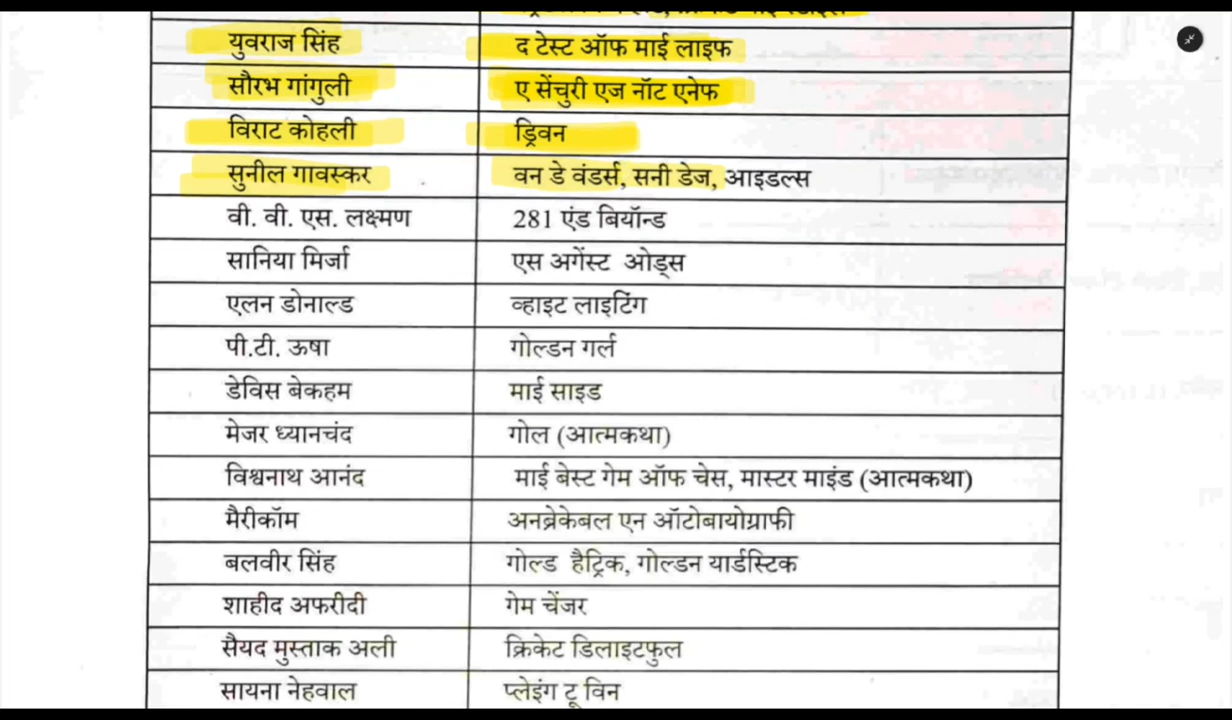 युवराज सिंह द टेस्ट ऑफ माई लाइफ
सौरभ गांगुली ए सेंचुरी एज नॉट एनेफ
विराट कोहली ड्रिवन
सुनील गावस्कर वन डे वंडर्स, सनी डेज, आइडल्स
वी. वी. एस. लक्ष्मण 281 एंड बियॉन्ड
सानिया मिर्जा एस अगेंस्ट ओड्स
एलन डोनाल्ड व्हाइट लाइटिंग
पी.टी. ऊषा गोल्डन गर्ल
डेविस बेकहम माई साइड
मेजर ध्यानचंद गोल (आत्मकथा)
विश्वनाथ आनंद माई बेस्ट गेम ऑफ चेस, मास्टर माइंड (आत्मकथा)
मैरीकॉम अनब्रेकेबल एन ऑटोबायोग्राफी
बलवीर सिंह गोल्ड हैट्रिक, गोल्डन यार्डस्टिक
शाहीद अफरीदी गेम चेंजर
सैयद मुस्ताक अली क्रिकेट डिलाइटफुल
सायना नेहवाल प्लेइंग टू विन